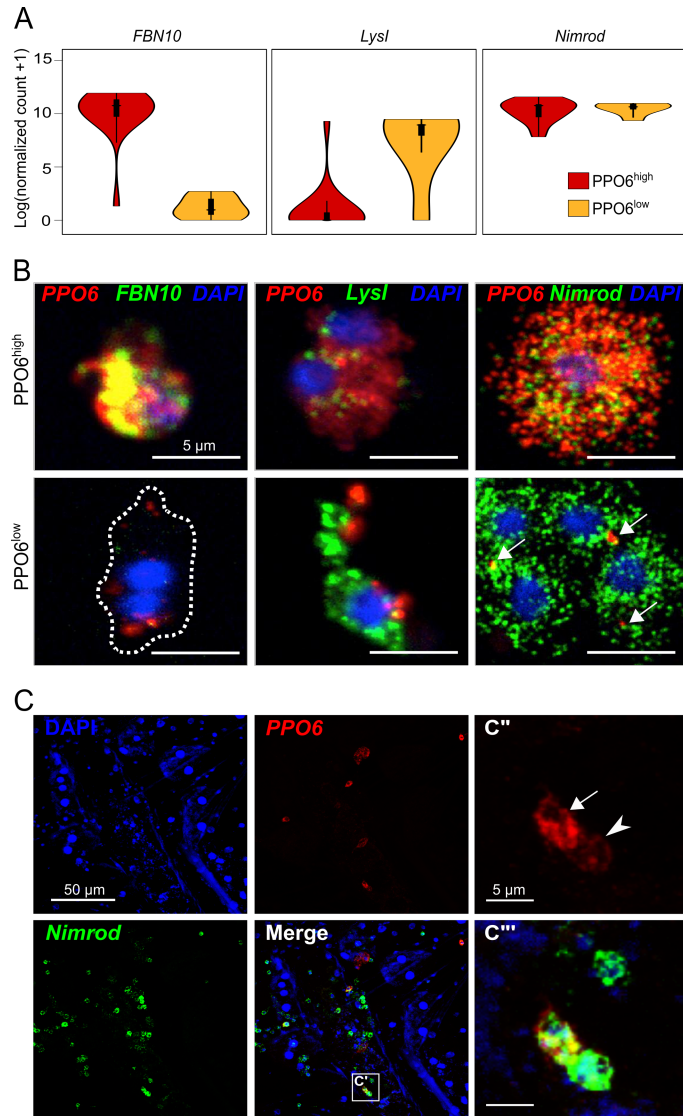 A
FBN10 LysI Nimrod
Log(normalized count +1)
15
10
5
0
PPO6high
PPO6low
B
PPO6 FBN10 DAPI PPO6 LysI DAPI PPO6 Nimrod DAPI
PPO6high
5 µm
PPO6low
C
DAPI PPO6 C"
50 µm 5 µm
Nimrod Merge C"'
C'